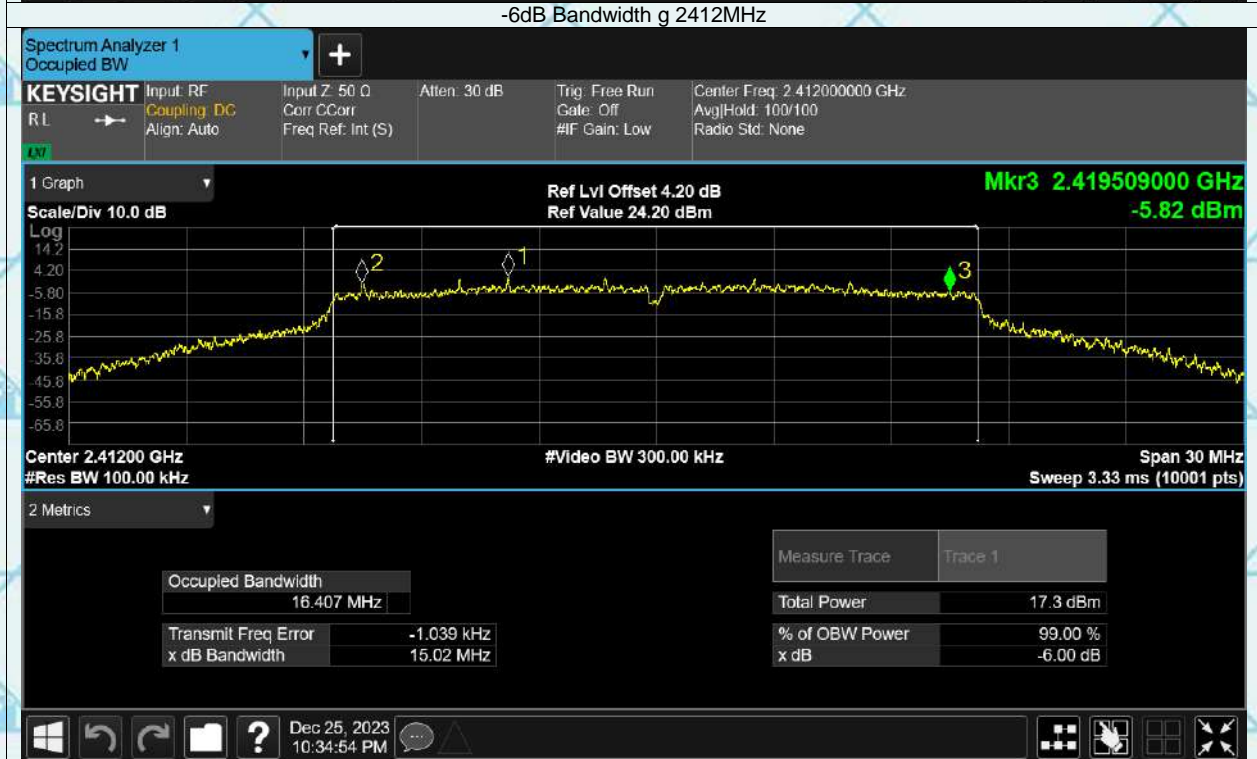 -6dB Bandwidth g 2412MHz
Spectrum Analyzer 1
Occupied BW
+
KEYSIGHT
R L
LXI
Input: RF
Coupling: DC
Align: Auto
Input Z: 50 Ω
Corr CCorr
Freq Ref: Int (S)
Atten: 30 dB
Trig: Free Run
Gate: Off
#IF Gain: Low
Center Freq: 2.412000000 GHz
Avg|Hold: 100/100
Radio Std: None
1 Graph
Scale/Div 10.0 dB
Ref Lvl Offset 4.20 dB
Ref Value 24.20 dBm
Mkr3 2.419509000 GHz
-5.82 dBm
Log
14.2
4.20
-5.80
-15.8
-25.8
-35.8
-45.8
-55.8
-65.8
2
1
3
Center 2.41200 GHz
#Res BW 100.00 kHz
#Video BW 300.00 kHz
Span 30 MHz
Sweep 3.33 ms (10001 pts)
2 Metrics
Measure Trace Trace 1
Occupied Bandwidth
16.407 MHz
Total Power 17.3 dBm
Transmit Freq Error -1.039 kHz
% of OBW Power 99.00 %
x dB Bandwidth 15.02 MHz
x dB -6.00 dB
?
Dec 25, 2023
10:34:54 PM